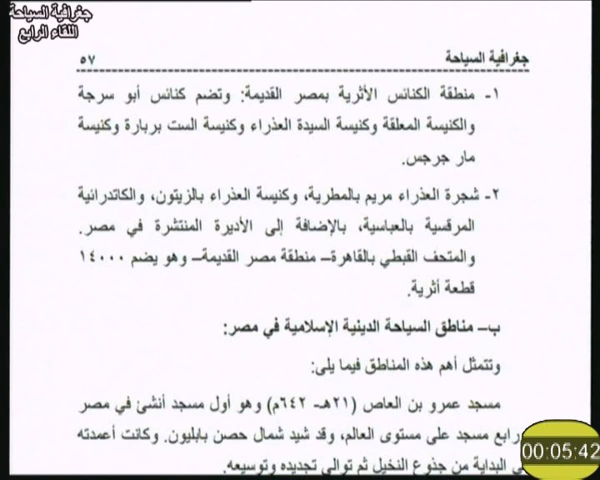 جغرافية السياحة
اللقاء الرابع
جغرافية السياحة
٥٧
١- منطقة الكنائس الأثرية بمصر القديمة: وتضم كنائس أبو سرجة
والكنيسة المعلقة وكنيسة السيدة العذراء وكنيسة الست بربارة وكنيسة
مار جرجس.
٢- شجرة العذراء مريم بالمطرية، وكنيسة العذراء بالزيتون، والكاتدرائية
المرقسية بالعباسية، بالإضافة إلى الأديرة المنتشرة في مصر.
والمتحف القبطي بالقاهرة– منطقة مصر القديمة– وهو يضم ١٤٠٠٠
قطعة أثرية.
ب– مناطق السياحة الدينية الإسلامية في مصر:
وتتمثل أهم هذه المناطق فيما يلى:
مسجد عمرو بن العاص (٢١هـ- ٦٤٢م) وهو أول مسجد أنشئ في مصر
ورابع مسجد على مستوى العالم، وقد شيد شمال حصن بابليون. وكانت أعمدته
في البداية من جذوع النخيل ثم توالى تجديده وتوسيعه.
00:05:42